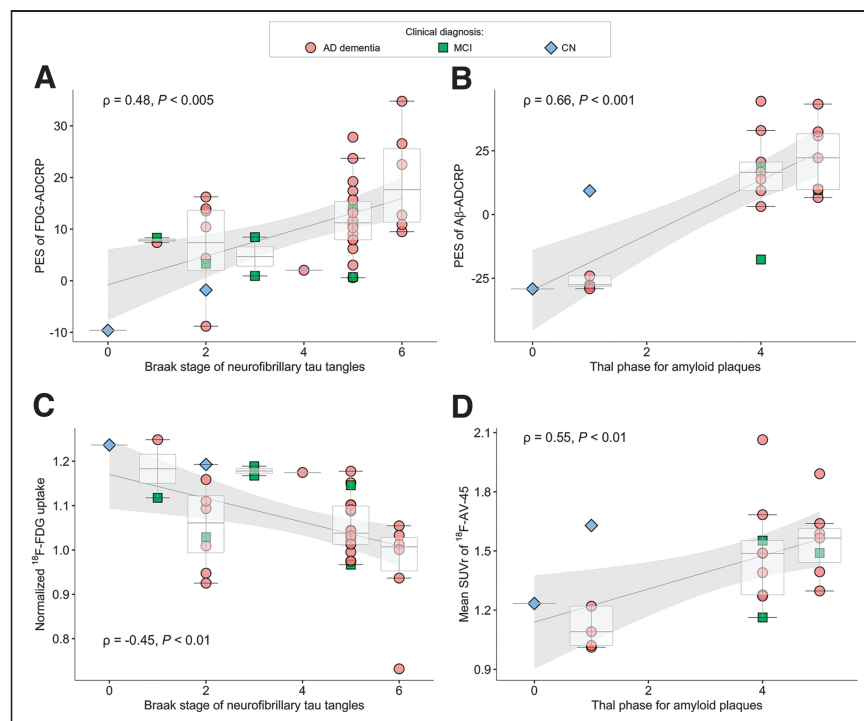 Clinical diagnosis:
AD dementia MCI CN
A
ρ = 0.48, P < 0.005
PES of FDG-ADCRP
30
20
10
0
-10
0 2 4 6
Braak stage of neurofibrillary tau tangles
B
ρ = 0.66, P < 0.001
PES of Aβ-ADCRP
25
0
-25
0 2 4
Thal phase for amyloid plaques
C
Normalized ¹⁸F-FDG uptake
1.2
1.1
1.0
0.9
0.8
ρ = -0.45, P < 0.01
0 2 4 6
Braak stage of neurofibrillary tau tangles
D
ρ = 0.55, P < 0.01
Mean SUVr of ¹⁸F-AV-45
2.1
1.8
1.5
1.2
0.9
0 2 4
Thal phase for amyloid plaques